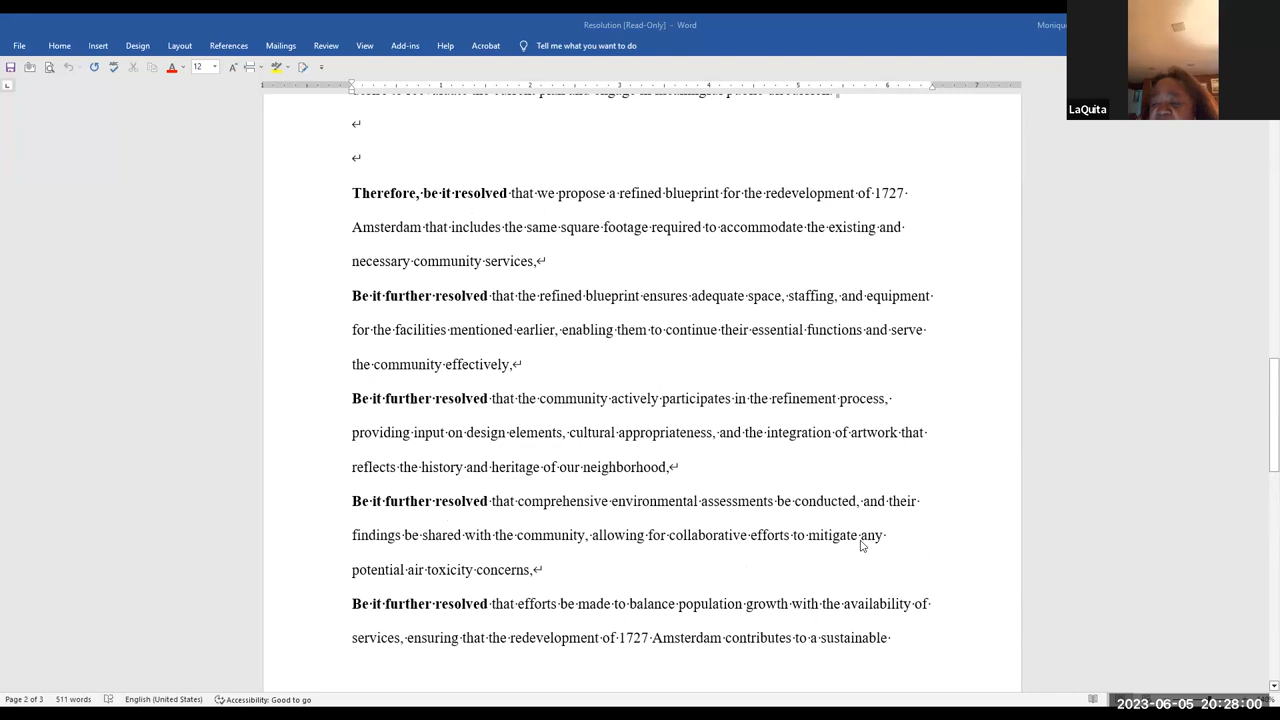 Resolution [Read-Only] - Word
Monique
File Home Insert Design Layout References Mailings Review View Add-ins Help Acrobat Tell me what you want to do
12
LaQuita
1 1 2 3 4 5 6 7
Therefore, be it resolved that we propose a refined blueprint for the redevelopment of 1727
Amsterdam that includes the same square footage required to accommodate the existing and
necessary community services,
Be it further resolved that the refined blueprint ensures adequate space, staffing, and equipment
for the facilities mentioned earlier, enabling them to continue their essential functions and serve
the community effectively,
Be it further resolved that the community actively participates in the refinement process,
providing input on design elements, cultural appropriateness, and the integration of artwork that
reflects the history and heritage of our neighborhood,
Be it further resolved that comprehensive environmental assessments be conducted, and their
findings be shared with the community, allowing for collaborative efforts to mitigate any
potential air toxicity concerns,
Be it further resolved that efforts be made to balance population growth with the availability of
services, ensuring that the redevelopment of 1727 Amsterdam contributes to a sustainable
Page 2 of 3 511 words English (United States) Accessibility: Good to go
2023-06-05 20:28:00